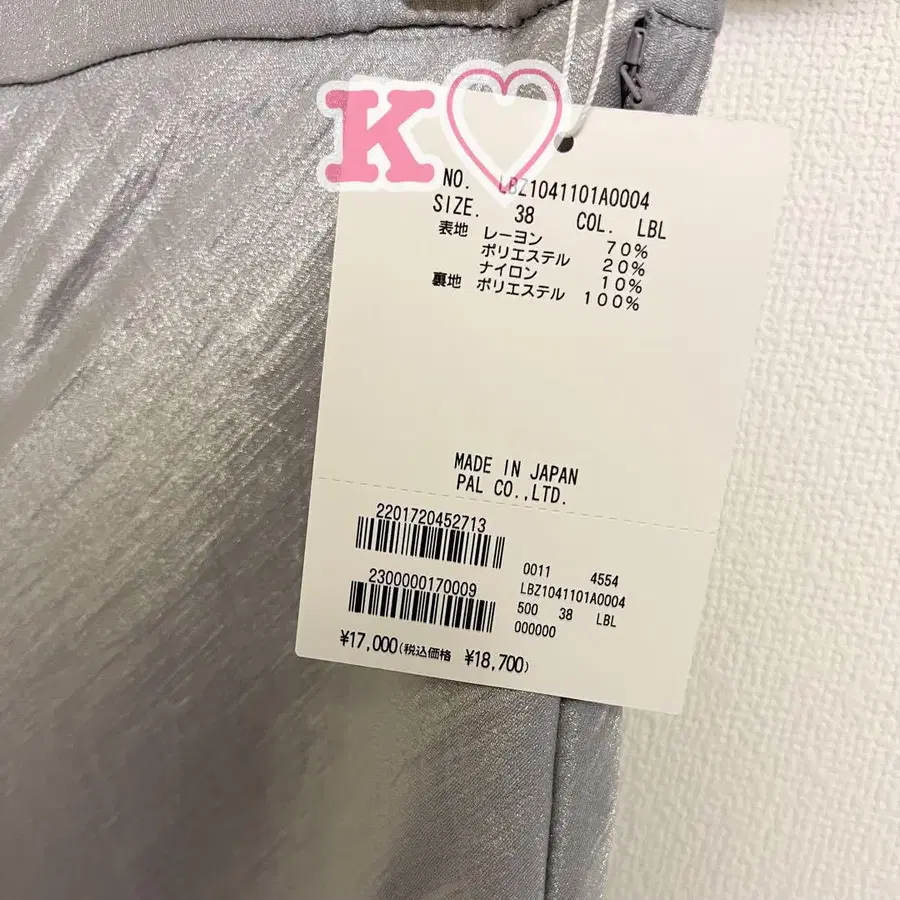 K♡
NO. LBZ1041101A0004
SIZE. 38 COL. LBL
表地 レーヨン 70%
ポリエステル 20%
ナイロン 10%
裏地 ポリエステル 100%
MADE IN JAPAN
PAL CO.,LTD.
2201720452713
0011 4554
2300000170009
LBZ1041101A0004
500 38 LBL
000000
¥17,000(税込価格 ¥18,700)